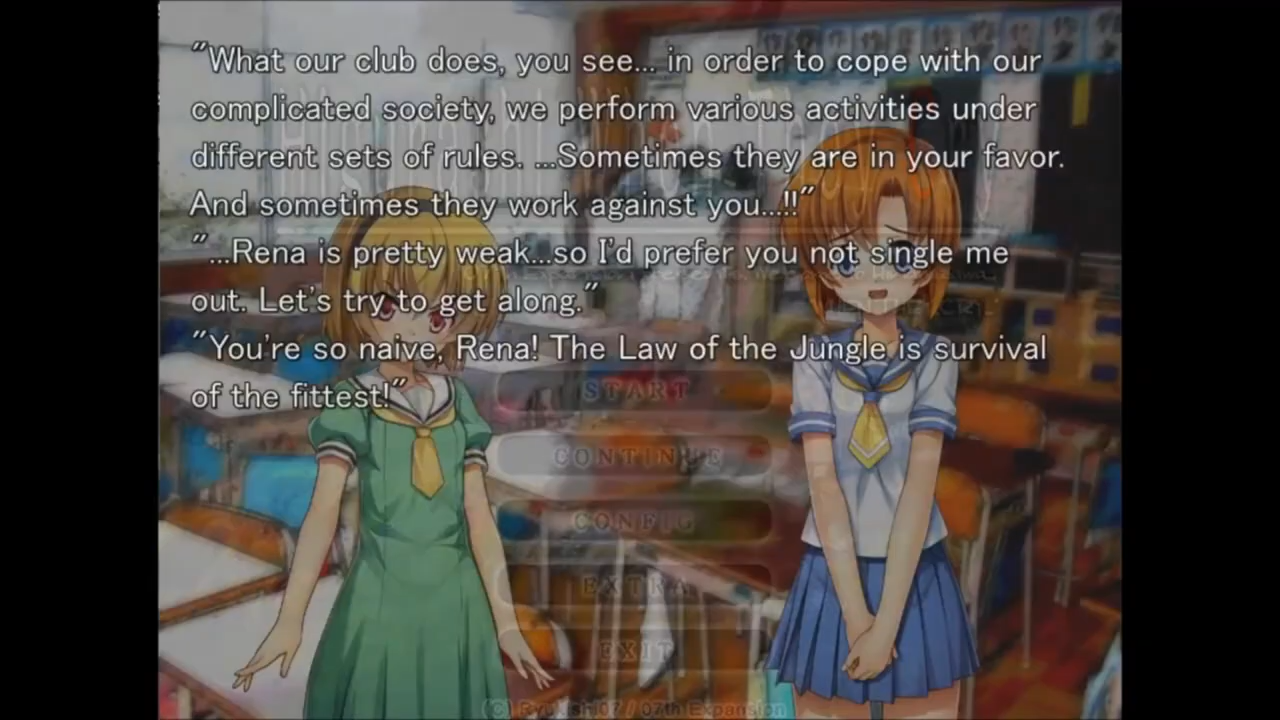 "What our club does, you see... in order to cope with our
complicated society, we perform various activities under
different sets of rules. ...Sometimes they are in your favor.
And sometimes they work against you...!!"
"...Rena is pretty weak...so I'd prefer you not single me
out. Let's try to get along."
"You're so naive, Rena! The Law of the Jungle is survival
of the fittest!"
START
CONTINUE
CONFIG
EXTRA
EXIT
(C) Ryukishi07 / 07th Expansion